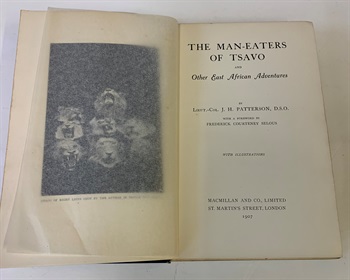 THE MAN-EATERS
OF TSAVO
AND
Other East African Adventures
BY
LIEUT.-COL. J. H. PATTERSON, D.S.O.
WITH A FOREWORD BY
FREDERICK COURTENEY SELOUS
WITH ILLUSTRATIONS
MACMILLAN AND CO., LIMITED
ST. MARTIN'S STREET, LONDON
1907